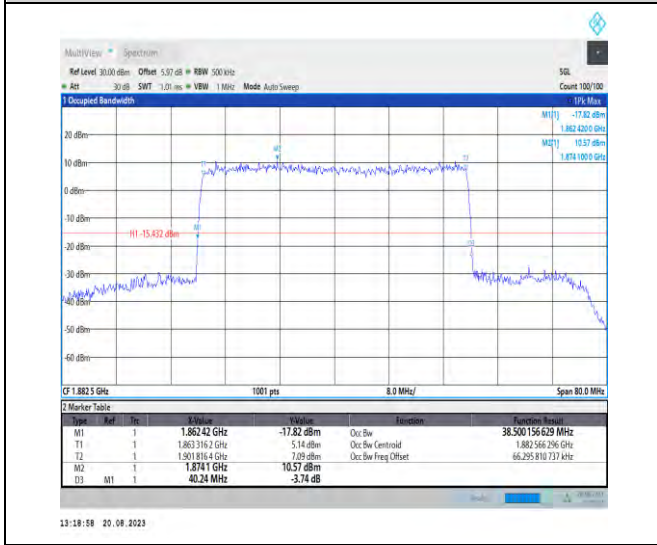 MultiView Spectrum
Ref Level 30.00 dBm Offset 5.97 dB RBW 500 kHz SGL
Att 30 dB SWT 1.01 ms VBW 1 MHz Mode Auto Sweep Count 100/100
1 Occupied Bandwidth 1Pk Max
M1[1] -17.82 dBm
1.862 420 0 GHz
M2[1] 10.57 dBm
1.874 100 0 GHz
20 dBm
M2
10 dBm
T1 T2
0 dBm
-10 dBm
M1
H1 -15.432 dBm
-20 dBm
D3
-30 dBm
-40 dBm
-50 dBm
-60 dBm
CF 1.882 5 GHz 1001 pts 8.0 MHz/ Span 80.0 MHz
2 Marker Table
Type Ref Trc X-Value Y-Value Function Function Result
M1 1 1.862 42 GHz -17.82 dBm Occ Bw 38.500 156 629 MHz
T1 1 1.863 316 2 GHz 5.14 dBm Occ Bw Centroid 1.882 566 296 GHz
T2 1 1.901 816 4 GHz 7.09 dBm Occ Bw Freq Offset 66.295 810 737 kHz
M2 1 1.874 1 GHz 10.57 dBm
D3 M1 1 40.24 MHz -3.74 dB
13:18:58 20.08.2023